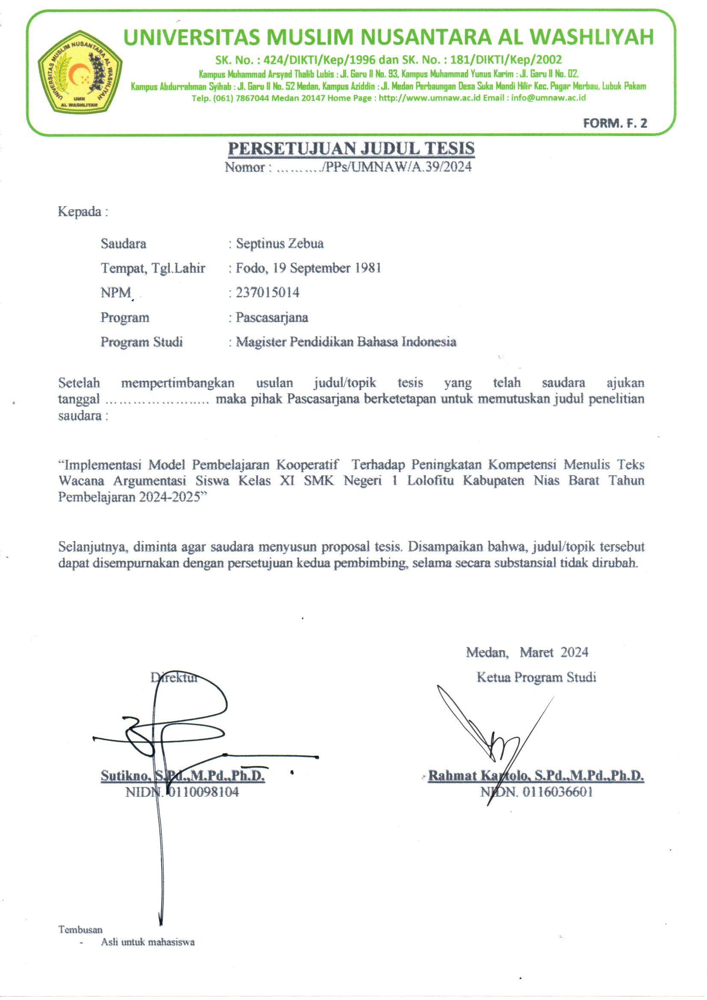 UNIVERSITAS MUSLIM NUSANTARA AL WASHLIYAH
UMN
AL WASHLIYAH
UNIVERSITAS MUSLIM NUSANTARA AL WASHLIYAH
SK. No. : 424/DIKTI/Kep/1996 dan SK. No. : 181/DIKTI/Kep/2002
Kampus Muhammad Arsyad Thalib Lubis : Jl. Garu II No. 93, Kampus Muhammad Yunus Karim : Jl. Garu II No. 02,
Kampus Abdurrahman Syihab : Jl. Garu II No. 52 Medan, Kampus Aziddin : Jl. Medan Perbaungan Desa Suka Mandi Hilir Kec. Pagar Merbau, Lubuk Pakam
Telp. (061) 7867044 Medan 20147 Home Page : http://www.umnaw.ac.id Email : info@umnaw.ac.id
FORM. F. 2
PERSETUJUAN JUDUL TESIS
Nomor : ………./PPs/UMNAW/A.39/2024
Kepada :
Saudara : Septinus Zebua
Tempat, Tgl.Lahir : Fodo, 19 September 1981
NPM : 237015014
Program : Pascasarjana
Program Studi : Magister Pendidikan Bahasa Indonesia
Setelah mempertimbangkan usulan judul/topik tesis yang telah saudara ajukan
tanggal ……………………… maka pihak Pascasarjana berketetapan untuk memutuskan judul penelitian
saudara :
“Implementasi Model Pembelajaran Kooperatif Terhadap Peningkatan Kompetensi Menulis Teks
Wacana Argumentasi Siswa Kelas XI SMK Negeri 1 Lolofitu Kabupaten Nias Barat Tahun
Pembelajaran 2024-2025”
Selanjutnya, diminta agar saudara menyusun proposal tesis. Disampaikan bahwa, judul/topik tersebut
dapat disempurnakan dengan persetujuan kedua pembimbing, selama secara substansial tidak dirubah.
Medan, Maret 2024
Direktur
Ketua Program Studi
Sutikno, S.Pd.,M.Pd.,Ph.D.
NIDN. 0110098104
Rahmat Kartolo, S.Pd.,M.Pd.,Ph.D.
NIDN. 0116036601
Tembusan
- Asli untuk mahasiswa